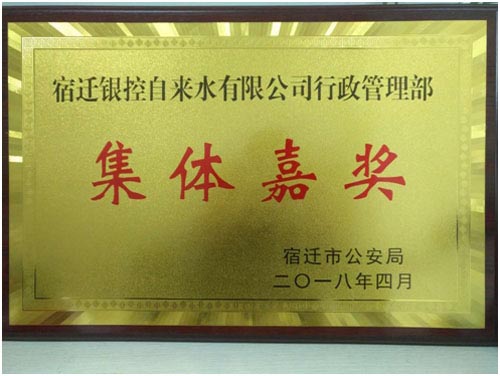 宿迁银控自来水有限公司行政管理部
集体嘉奖
宿迁市公安局
二〇一八年四月